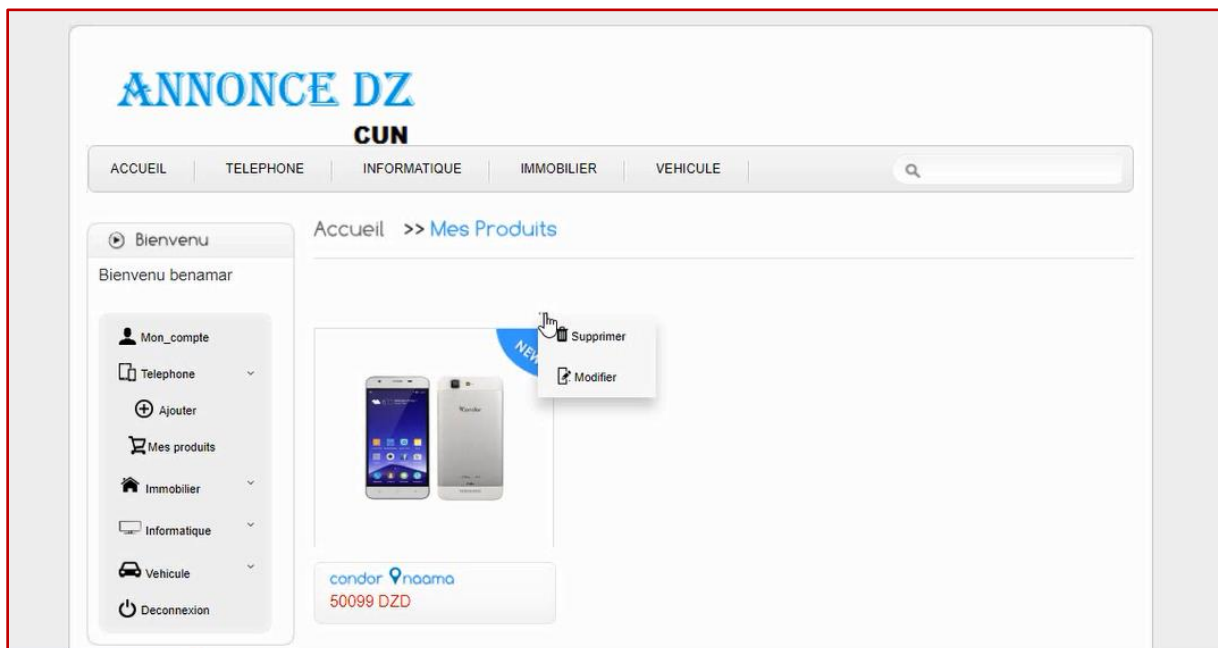 ANNONCE DZ
CUN
ACCUEIL TELEPHONE INFORMATIQUE IMMOBILIER VEHICULE
Bienvenu
Bienvenu benamar
Mon_compte
Telephone
Ajouter
Mes produits
Immobilier
Informatique
Vehicule
Deconnexion
Accueil >> Mes Produits
NEW
Supprimer
Modifier
Condor
condor naama
50099 DZD